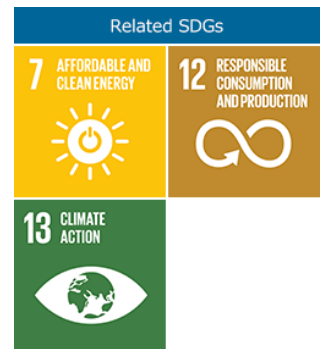 Related SDGs
7 AFFORDABLE AND
CLEAN ENERGY
12 RESPONSIBLE
CONSUMPTION
AND PRODUCTION
13 CLIMATE
ACTION